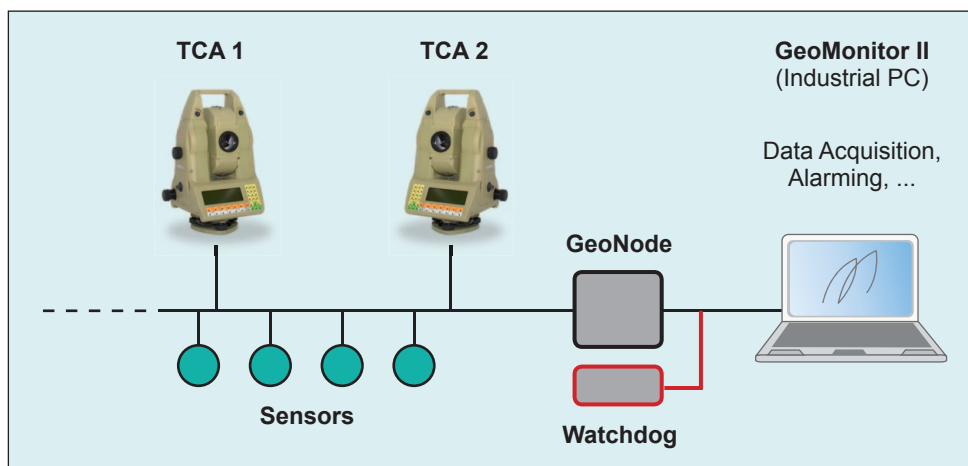 TCA 1
TCA 2
GeoMonitor II
(Industrial PC)
Data Acquisition,
Alarming, ...
GeoNode
Sensors
Watchdog